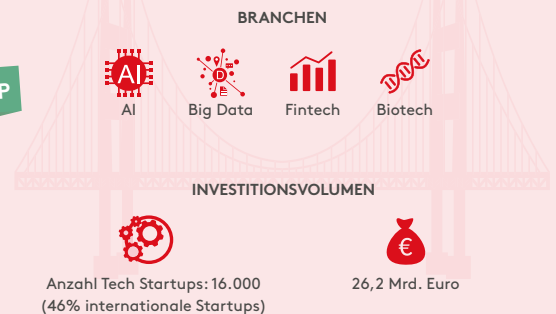 BRANCHEN
P
AI
AI
Big Data
D
Fintech
Biotech
INVESTITIONSVOLUMEN
€
Anzahl Tech Startups: 16.000
(46% internationale Startups)
26,2 Mrd. Euro